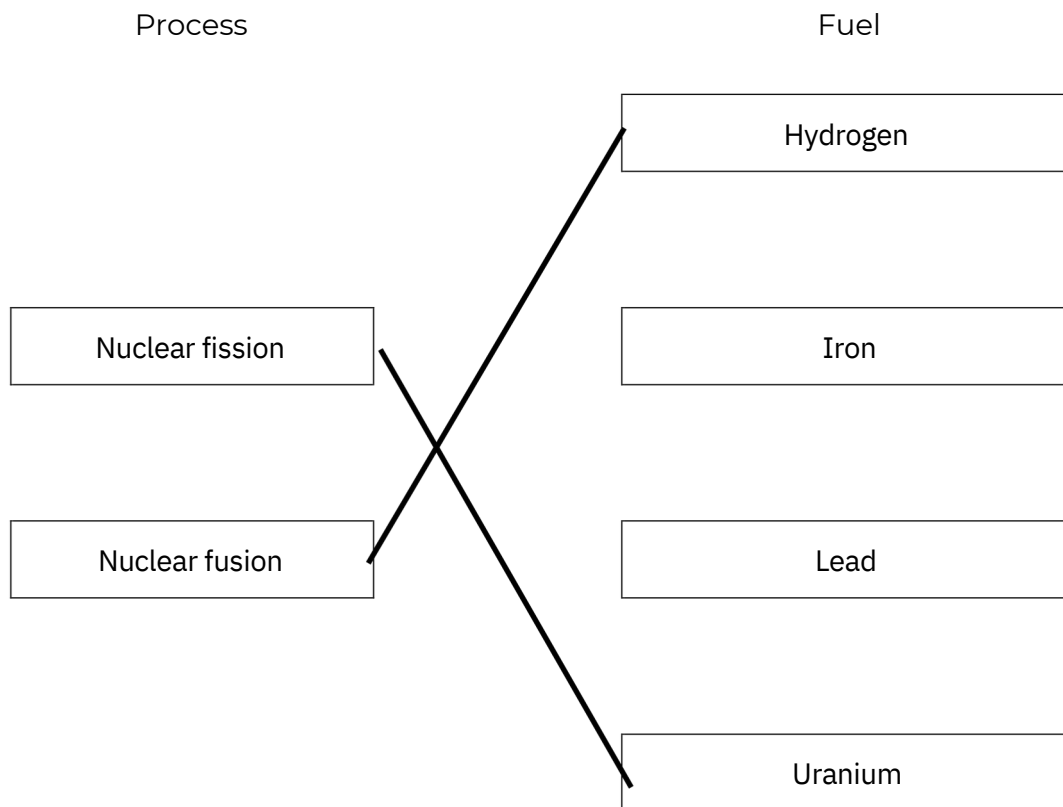 Process
Fuel
Hydrogen
Nuclear fission
Iron
Nuclear fusion
Lead
Uranium